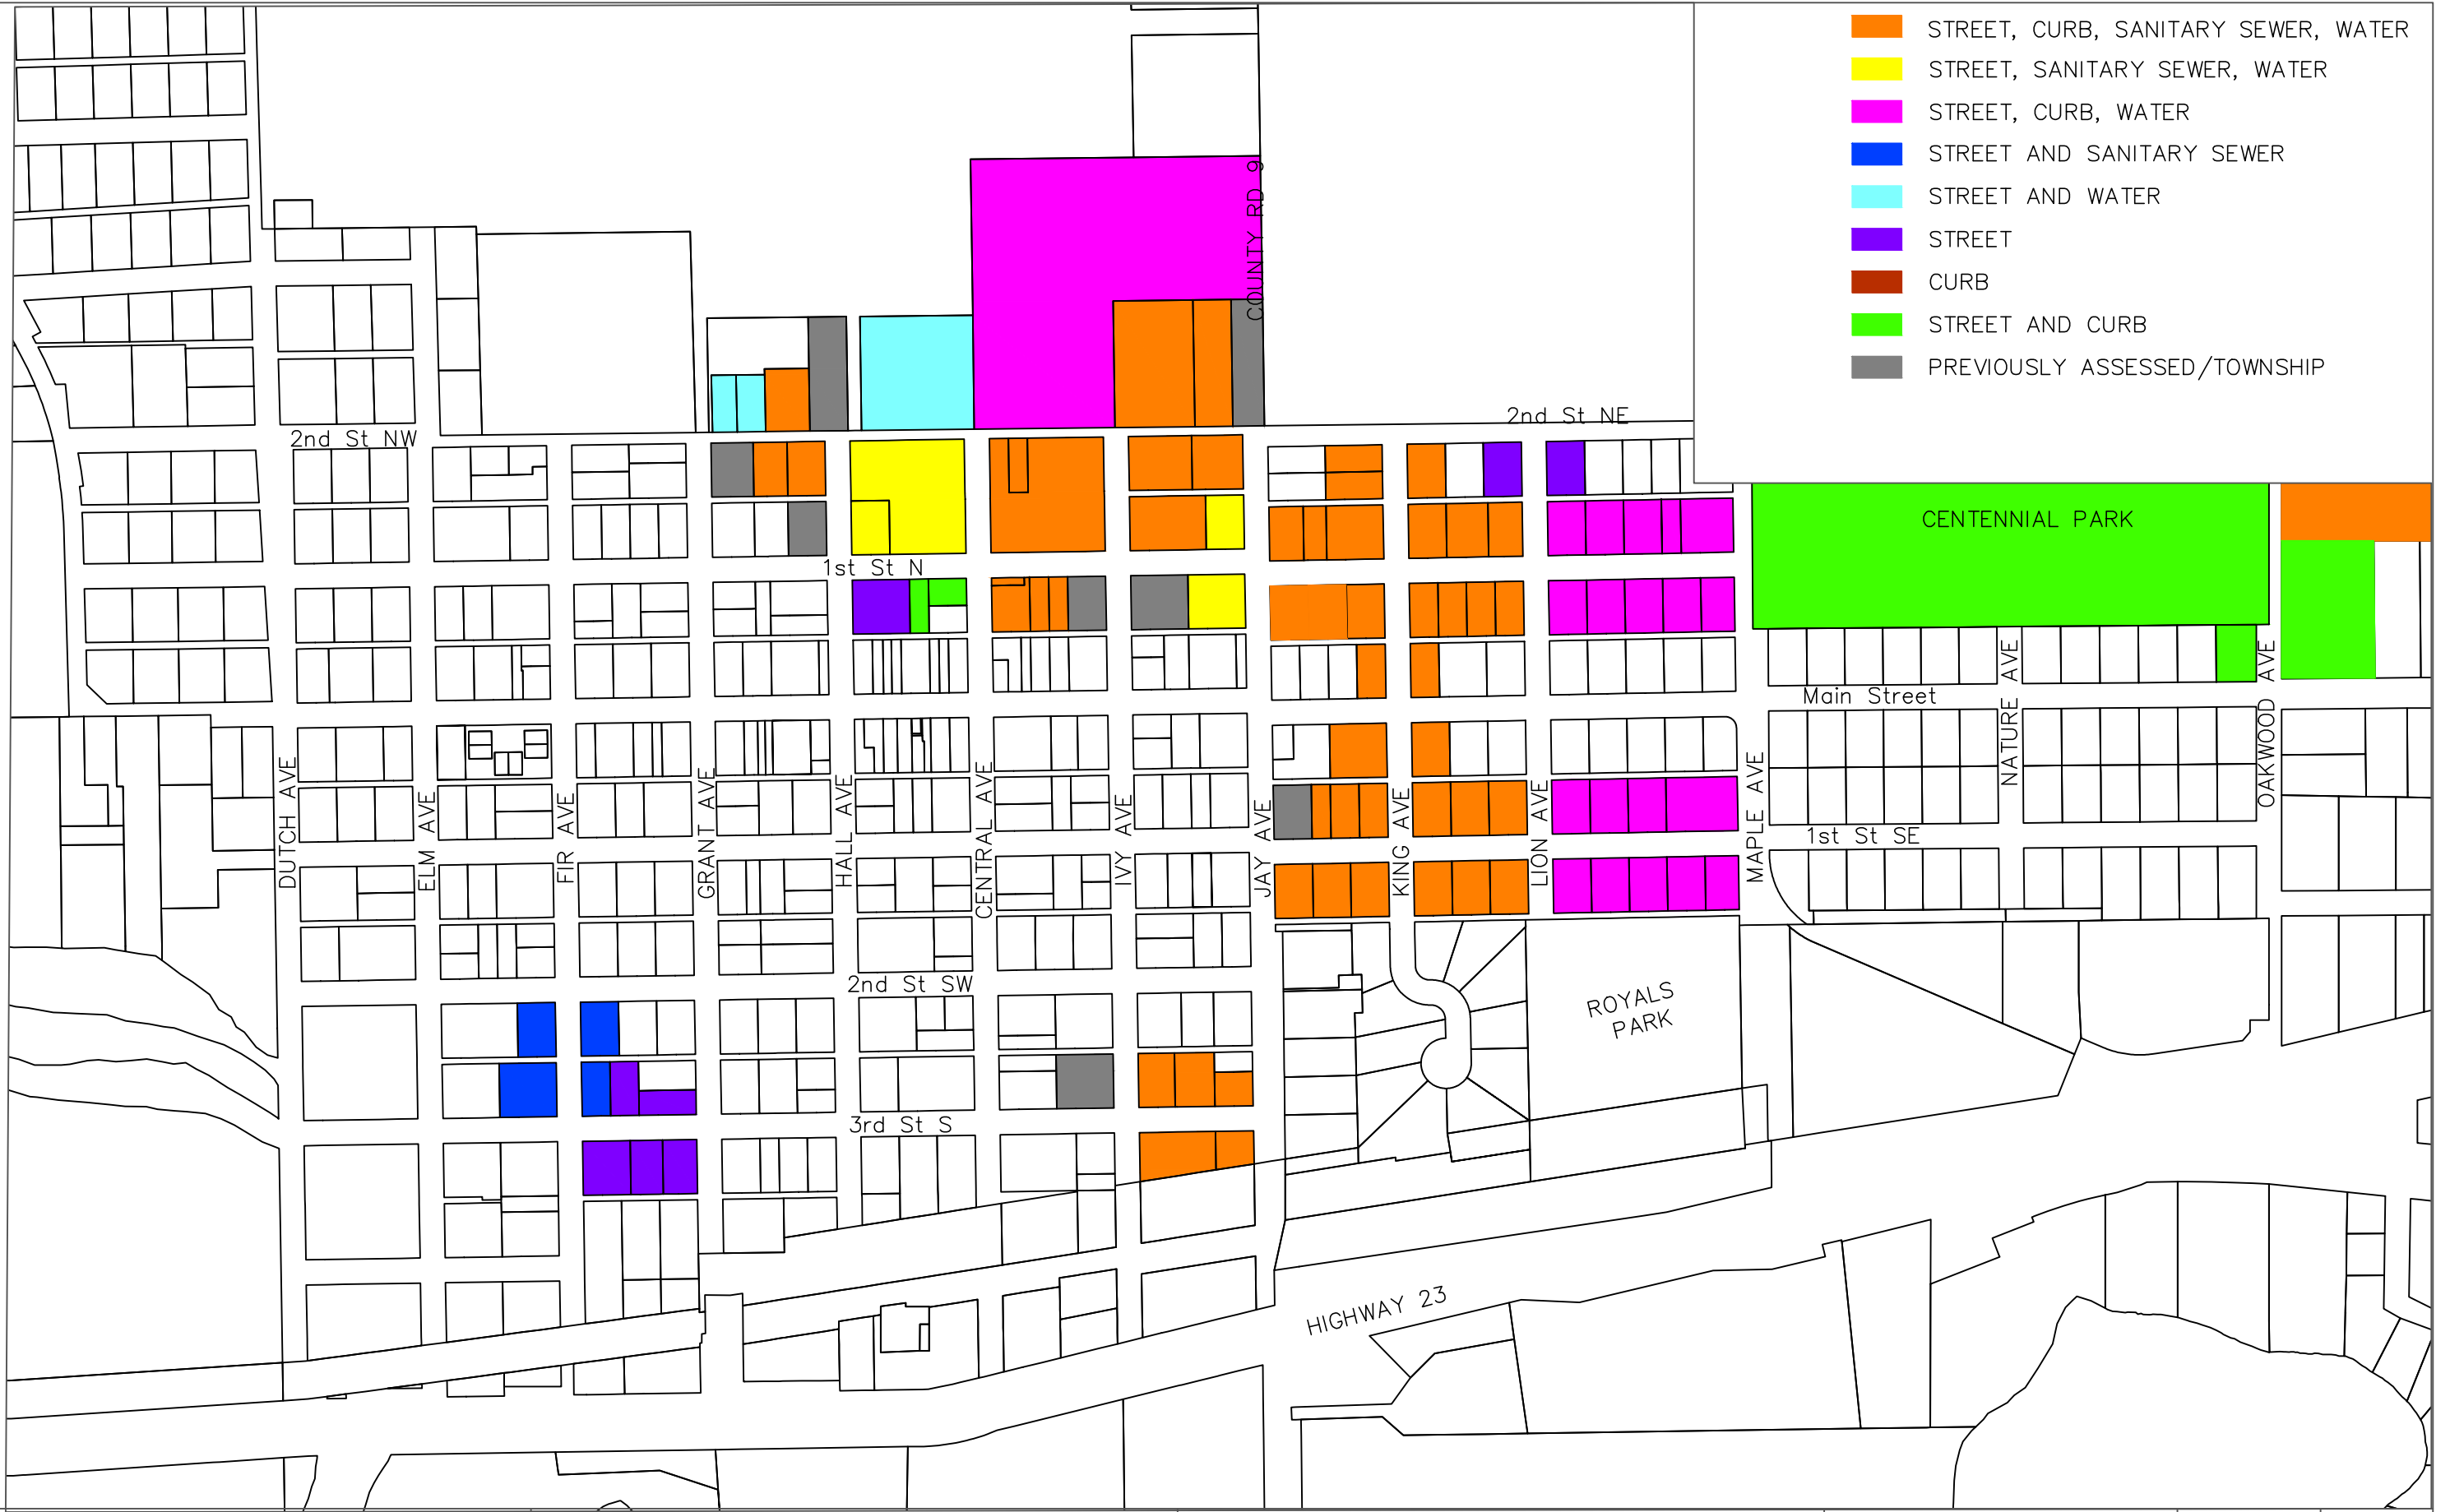 STREET, CURB, SANITARY SEWER, WATER
STREET, SANITARY SEWER, WATER
STREET, CURB, WATER
STREET AND SANITARY SEWER
STREET AND WATER
STREET
CURB
STREET AND CURB
PREVIOUSLY ASSESSED/TOWNSHIP
COUNTY RD 9
2nd St NE
2nd St NW
CENTENNIAL PARK
1st St N
Main Street
DUTCH AVE
ELM AVE
FIR AVE
GRANT AVE
HALL AVE
CENTRAL AVE
IVY AVE
JAY AVE
KING AVE
LION AVE
MAPLE AVE
NATURE AVE
OAKWOOD AVE
1st St SE
2nd St SW
ROYALS
PARK
3rd St S
HIGHWAY 23